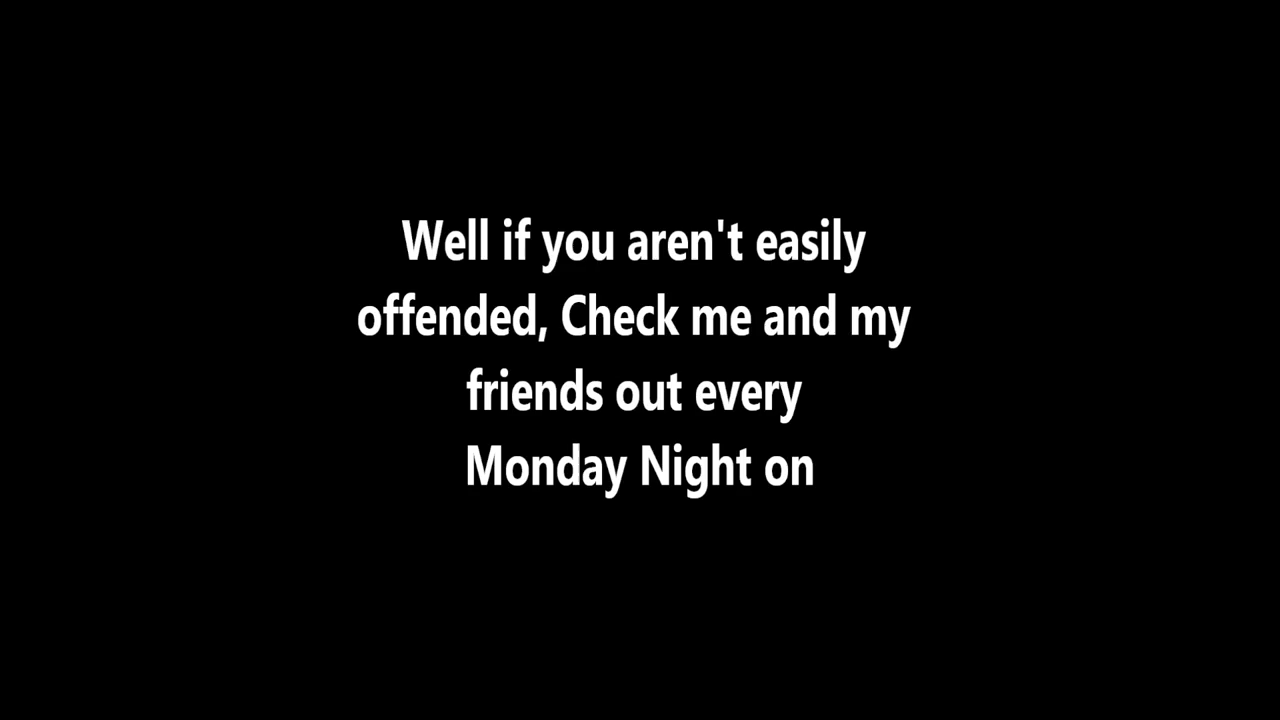 Well if you aren't easily
offended, Check me and my
friends out every
Monday Night on